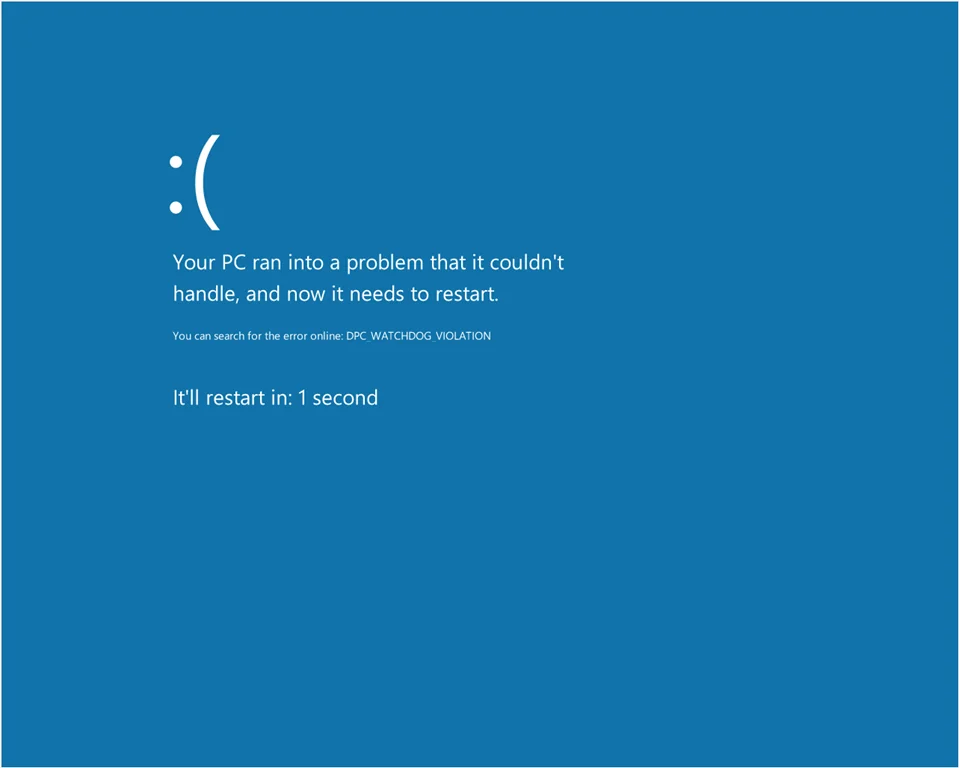 :(
Your PC ran into a problem that it couldn't
handle, and now it needs to restart.
You can search for the error online: DPC_WATCHDOG_VIOLATION
It'll restart in: 1 second